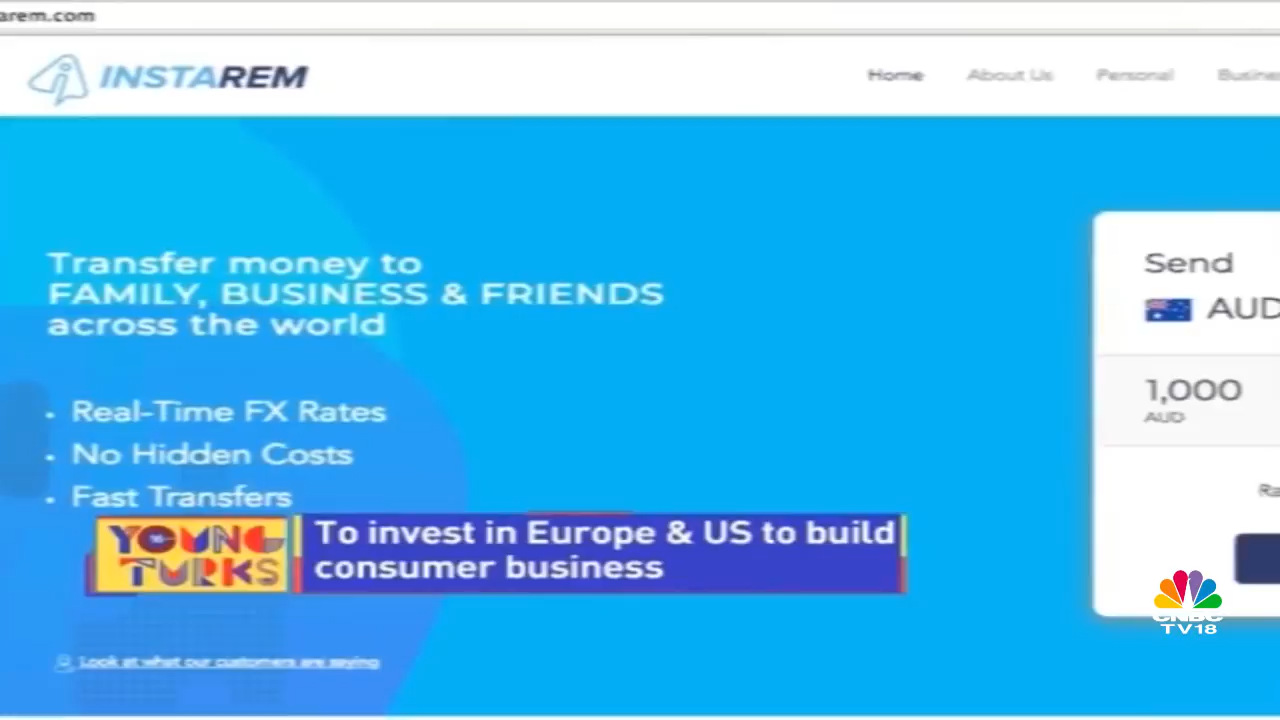 arem.com
INSTAREM
Home About Us Personal
Transfer money to
FAMILY, BUSINESS & FRIENDS
across the world
Send
AUD
1,000
AUD
• Real-Time FX Rates
• No Hidden Costs
• Fast Transfers
YOUNG TURKS
To invest in Europe & US to build
consumer business
CNBC
TV18
Look at what our customers are saying